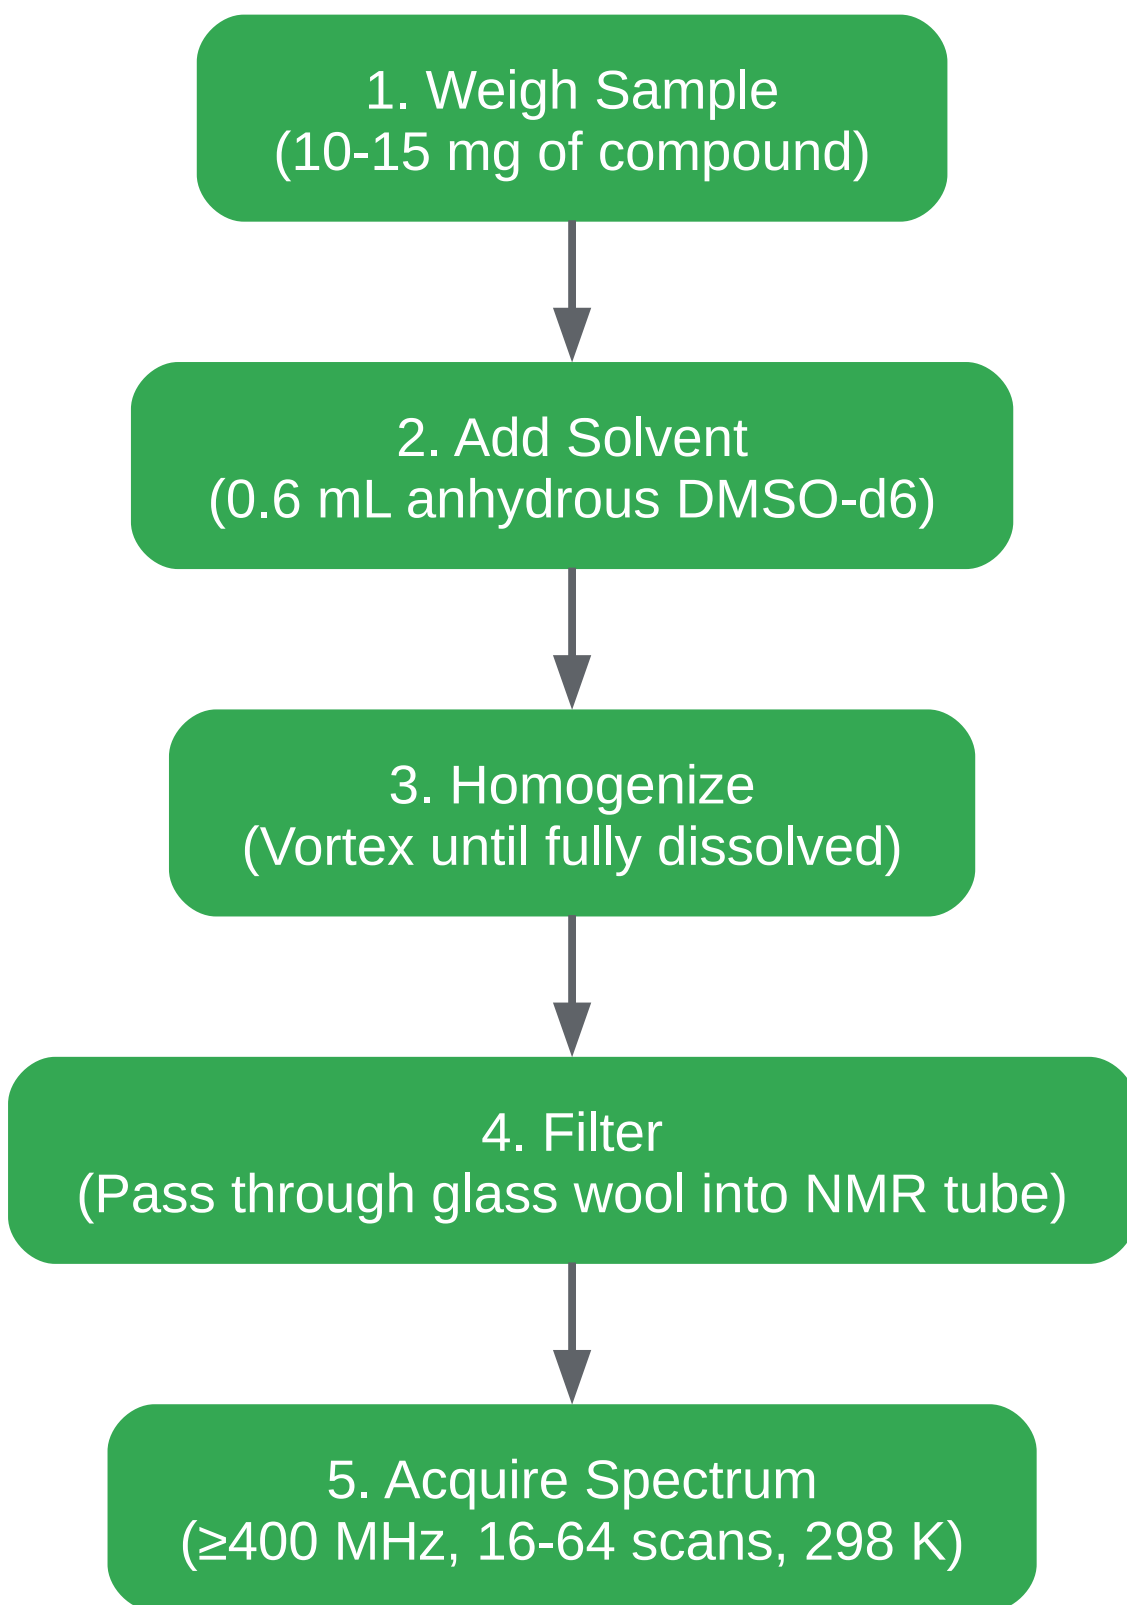 1. Weigh Sample
(10-15 mg of compound)
2. Add Solvent
(0.6 mL anhydrous DMSO-d6)
3. Homogenize
(Vortex until fully dissolved)
4. Filter
(Pass through glass wool into NMR tube)
5. Acquire Spectrum
(≥400 MHz, 16-64 scans, 298 K)